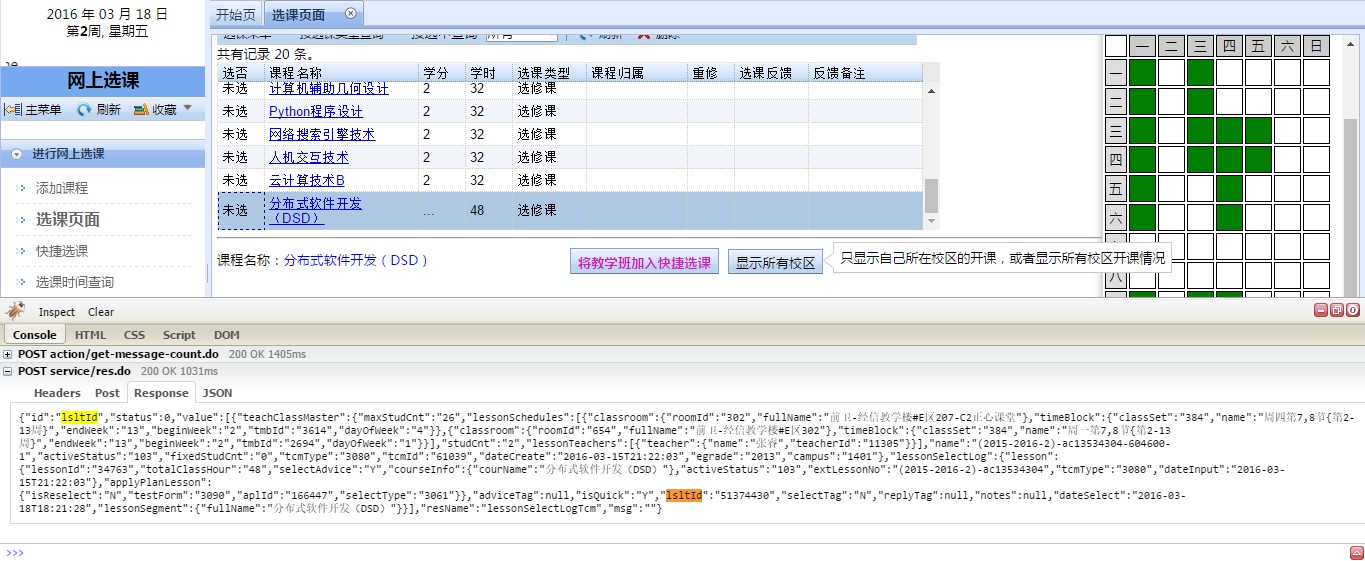 2016 年 03 月 18 日
第2周, 星期五
开始页
选课页面
网上选课
主菜单
刷新
收藏
进行网上选课
添加课程
选课页面
快捷选课
选课时间查询
共有记录 20 条。
选否 课程名称 学分 学时 选课类型 课程归属 重修 选课反馈 反馈备注
未选 计算机辅助几何设计 2 32 选修课
未选 Python程序设计 2 32 选修课
未选 网络搜索引擎技术 2 32 选修课
未选 人机交互技术 2 32 选修课
未选 云计算技术B 2 32 选修课
未选 分布式软件开发（DSD） ... 48 选修课
课程名称：分布式软件开发（DSD）
将教学班加入快捷选课
显示所有校区
只显示自己所在校区的开课，或者显示所有校区开课情况
一 二 三 四 五 六 日
一
二
三
四
五
六
八
Inspect Clear
Console HTML CSS Script DOM
POST action/get-message-count.do 200 OK 1405ms
POST service/res.do 200 OK 1031ms
Headers Post Response JSON
{"id":"lsltId","status":0,"value":[{"teachClassMaster":{"maxStudCnt":"26","lessonSchedules":[{"classroom":{"roomId":"302","fullName":"前卫-经信教学楼#E区207-C2正心课堂"},"timeBlock":{"classSet":"384","name":"周四第7,8节{第2-
13周}","endWeek":"13","beginWeek":"2","tmbId":"3614","dayOfWeek":"4"}},{"classroom":{"roomId":"654","fullName":"前卫-经信教学楼#E区302"},"timeBlock":{"classSet":"384","name":"周一第7,8节{第2-13
周}","endWeek":"13","beginWeek":"2","tmbId":"2694","dayOfWeek":"1"}}],"studCnt":"2","lessonTeachers":[{"teacher":{"name":"张睿","teacherId":"11305"}}],"name":"(2015-2016-2)-ac13534304-604600-
1","activeStatus":"103","fixedStudCnt":"0","tcmType":"3080","tcmId":"61039","dateCreate":"2016-03-15T21:22:03","egrade":"2013","campus":"1401"},"lessonSelectLog":{"lesson":
{"lessonId":"34763","totalClassHour":"48","selectAdvice":"Y","courseInfo":{"courName":"分布式软件开发（DSD）"},"activeStatus":"103","extLessonNo":"(2015-2016-2)-ac13534304","tcmType":"3080","dateInput":"2016-03-
15T21:22:03"},"applyPlanLesson":
{"isReselect":"N","testForm":"3090","aplId":"166447","selectType":"3061"}},"adviceTag":null,"isQuick":"Y","lsltId":"51374430","selectTag":"N","replyTag":null,"notes":null,"dateSelect":"2016-03-
18T18:21:28","lessonSegment":{"fullName":"分布式软件开发（DSD）"}}],"resName":"lessonSelectLogTcm","msg":""}
>>>